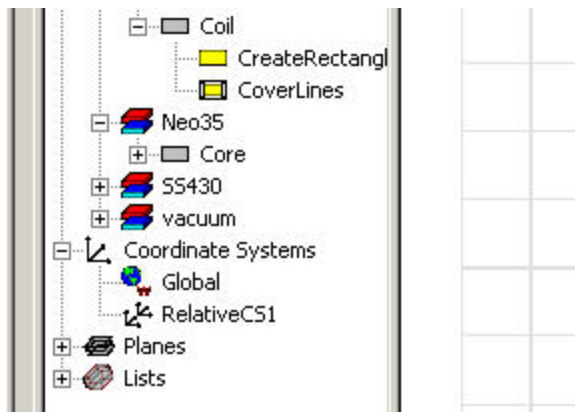 Coil
CreateRectangl
CoverLines
Neo35
Core
SS430
vacuum
Coordinate Systems
Global
RelativeCS1
Planes
Lists